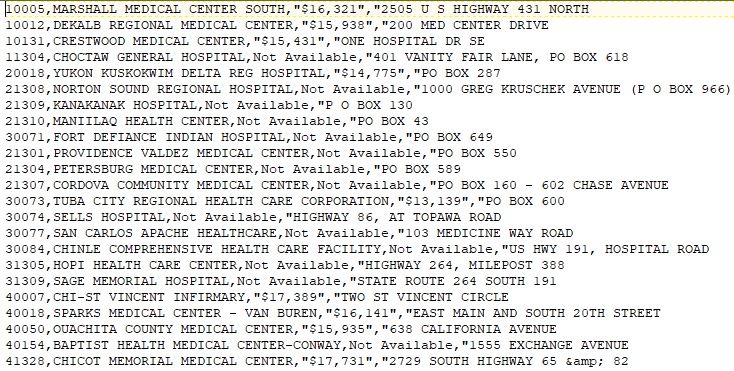 10005,MARSHALL MEDICAL CENTER SOUTH,"$16,321","2505 U S HIGHWAY 431 NORTH
10012,DEKALB REGIONAL MEDICAL CENTER,"$15,938","200 MED CENTER DRIVE
10131,CRESTWOOD MEDICAL CENTER,"$15,431","ONE HOSPITAL DR SE
11304,CHOCTAW GENERAL HOSPITAL,Not Available,"401 VANITY FAIR LANE, PO BOX 618
20018,YUKON KUSKOKWIM DELTA REG HOSPITAL,"$14,775","PO BOX 287
21308,NORTON SOUND REGIONAL HOSPITAL,Not Available,"1000 GREG KRUSCHEK AVENUE (P O BOX 966)
21309,KANAKANAK HOSPITAL,Not Available,"P O BOX 130
21310,MANIILAQ HEALTH CENTER,Not Available,"PO BOX 43
30071,FORT DEFIANCE INDIAN HOSPITAL,Not Available,"PO BOX 649
21301,PROVIDENCE VALDEZ MEDICAL CENTER,Not Available,"PO BOX 550
21304,PETERSBURG MEDICAL CENTER,Not Available,"PO BOX 589
21307,CORDOVA COMMUNITY MEDICAL CENTER,Not Available,"PO BOX 160 - 602 CHASE AVENUE
30073,TUBA CITY REGIONAL HEALTH CARE CORPORATION,"$13,139","PO BOX 600
30074,SELLS HOSPITAL,Not Available,"HIGHWAY 86, AT TOPAWA ROAD
30077,SAN CARLOS APACHE HEALTHCARE,Not Available,"103 MEDICINE WAY ROAD
30084,CHINLE COMPREHENSIVE HEALTH CARE FACILITY,Not Available,"US HWY 191, HOSPITAL ROAD
31305,HOPI HEALTH CARE CENTER,Not Available,"HIGHWAY 264, MILEPOST 388
31309,SAGE MEMORIAL HOSPITAL,Not Available,"STATE ROUTE 264 SOUTH 191
40007,CHI-ST VINCENT INFIRMARY,"$17,389","TWO ST VINCENT CIRCLE
40018,SPARKS MEDICAL CENTER - VAN BUREN,"$16,141","EAST MAIN AND SOUTH 20TH STREET
40050,OUACHITA COUNTY MEDICAL CENTER,"$15,935","638 CALIFORNIA AVENUE
40154,BAPTIST HEALTH MEDICAL CENTER-CONWAY,Not Available,"1555 EXCHANGE AVENUE
41328,CHICOT MEMORIAL MEDICAL CENTER,"$17,731","2729 SOUTH HIGHWAY 65 &amp; 82